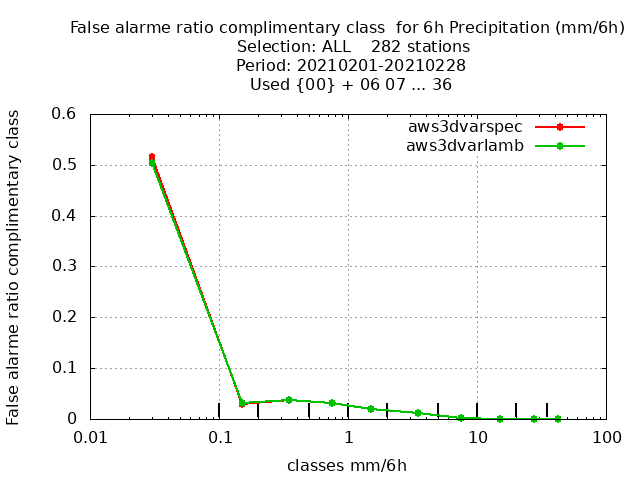 False alarme ratio complimentary class  for 6h Precipitation (mm/6h)
Selection: ALL    282 stations
Period: 20210201-20210228
Used {00} + 06 07 ... 36
aws3dvarspec
aws3dvarlamb
False alarme ratio complimentary class
0.6
0.5
0.4
0.3
0.2
0.1
0
0.01
0.1
1
10
100
classes mm/6h